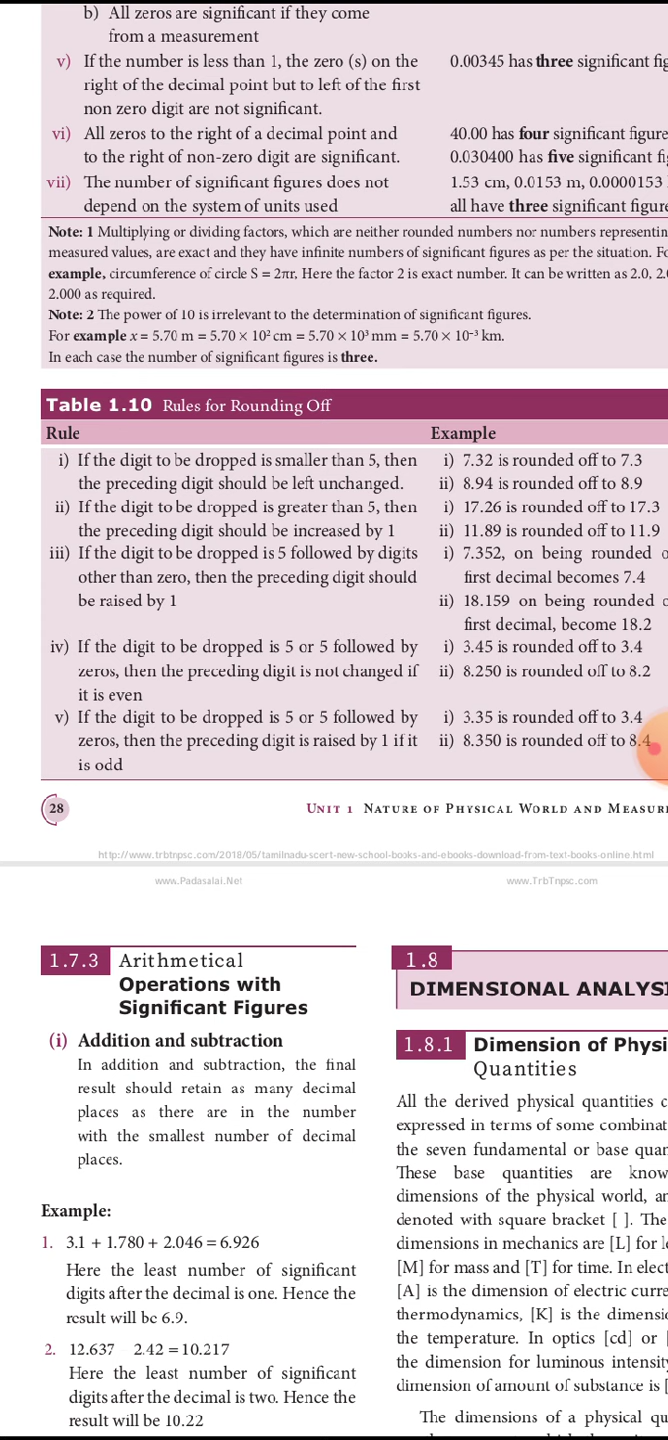 b) All zeros are significant if they come
from a measurement
v) If the number is less than 1, the zero (s) on the
right of the decimal point but to left of the first
non zero digit are not significant.
0.00345 has three significant fig
vi) All zeros to the right of a decimal point and
to the right of non-zero digit are significant.
40.00 has four significant figure
0.030400 has five significant fi
vii) The number of significant figures does not
depend on the system of units used
1.53 cm, 0.0153 m, 0.0000153
all have three significant figure
Note: 1 Multiplying or dividing factors, which are neither rounded numbers nor numbers representin
measured values, are exact and they have infinite numbers of significant figures as per the situation. Fo
example, circumference of circle S = 2πr, Here the factor 2 is exact number. It can be written as 2.0, 2.0
2.000 as required.
Note: 2 The power of 10 is irrelevant to the determination of significant figures.
For example x = 5.70 m = 5.70 × 10² cm = 5.70 × 10³ mm = 5.70 × 10⁻³ km.
In each case the number of significant figures is three.
Table 1.10 Rules for Rounding Off
Rule
Example
i) If the digit to be dropped is smaller than 5, then
the preceding digit should be left unchanged.
i) 7.32 is rounded off to 7.3
ii) 8.94 is rounded off to 8.9
ii) If the digit to be dropped is greater than 5, then
the preceding digit should be increased by 1
i) 17.26 is rounded off to 17.3
ii) 11.89 is rounded off to 11.9
iii) If the digit to be dropped is 5 followed by digits
other than zero, then the preceding digit should
be raised by 1
i) 7.352, on being rounded o
first decimal becomes 7.4
ii) 18.159 on being rounded o
first decimal, become 18.2
iv) If the digit to be dropped is 5 or 5 followed by
zeros, then the preceding digit is not changed if
it is even
i) 3.45 is rounded off to 3.4
ii) 8.250 is rounded off to 8.2
v) If the digit to be dropped is 5 or 5 followed by
zeros, then the preceding digit is raised by 1 if it
is odd
i) 3.35 is rounded off to 3.4
ii) 8.350 is rounded off to 8.4
28
UNIT 1 NATURE OF PHYSICAL WORLD AND MEASUR
http://www.trbtnpsc.com/2018/05/tamilnadu-scert-new-school-books-and-ebooks-download-from-text-books-online.html
www.Padasalai.Net
www.TrbTnpsc.com
1.7.3 Arithmetical
Operations with
Significant Figures
(i) Addition and subtraction
In addition and subtraction, the final
result should retain as many decimal
places as there are in the number
with the smallest number of decimal
places.
Example:
1. 3.1 + 1.780 + 2.046 = 6.926
Here the least number of significant
digits after the decimal is one. Hence the
result will be 6.9.
2. 12.637 2.42 = 10.217
Here the least number of significant
digits after the decimal is two. Hence the
result will be 10.22
1.8
DIMENSIONAL ANALYSI
1.8.1 Dimension of Physi
Quantities
All the derived physical quantities c
expressed in terms of some combinat
the seven fundamental or base quan
These base quantities are know
dimensions of the physical world, an
denoted with square bracket [ ]. The
dimensions in mechanics are [L] for le
[M] for mass and [T] for time. In elect
[A] is the dimension of electric curre
thermodynamics, [K] is the dimensio
the temperature. In optics [cd] or [
the dimension for luminous intensity
dimension of amount of substance is [
The dimensions of a physical qu